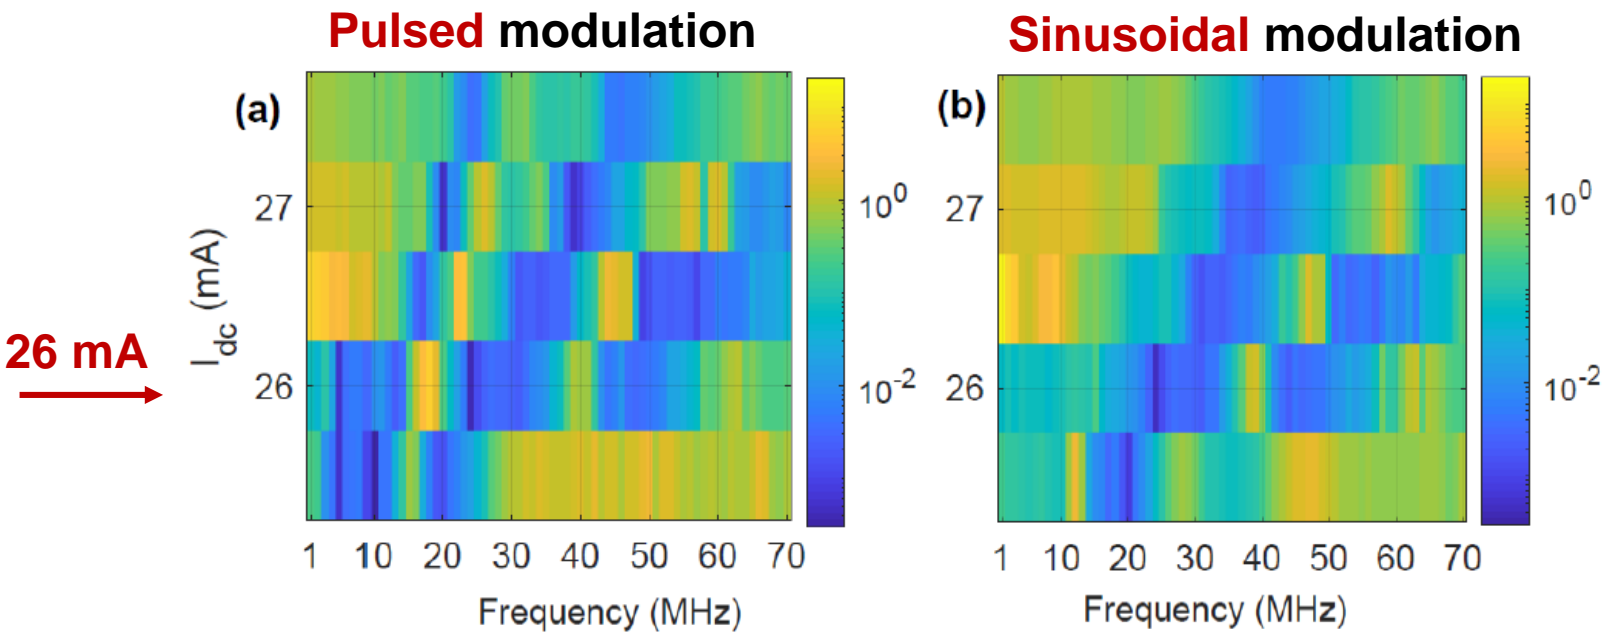 Pulsed modulation
Sinusoidal modulation
(a)
(b)
27
26
I_dc (mA)
26 mA
10^0
10^-2
1 10 20 30 40 50 60 70
Frequency (MHz)
27
26
10^0
10^-2
1 10 20 30 40 50 60 70
Frequency (MHz)